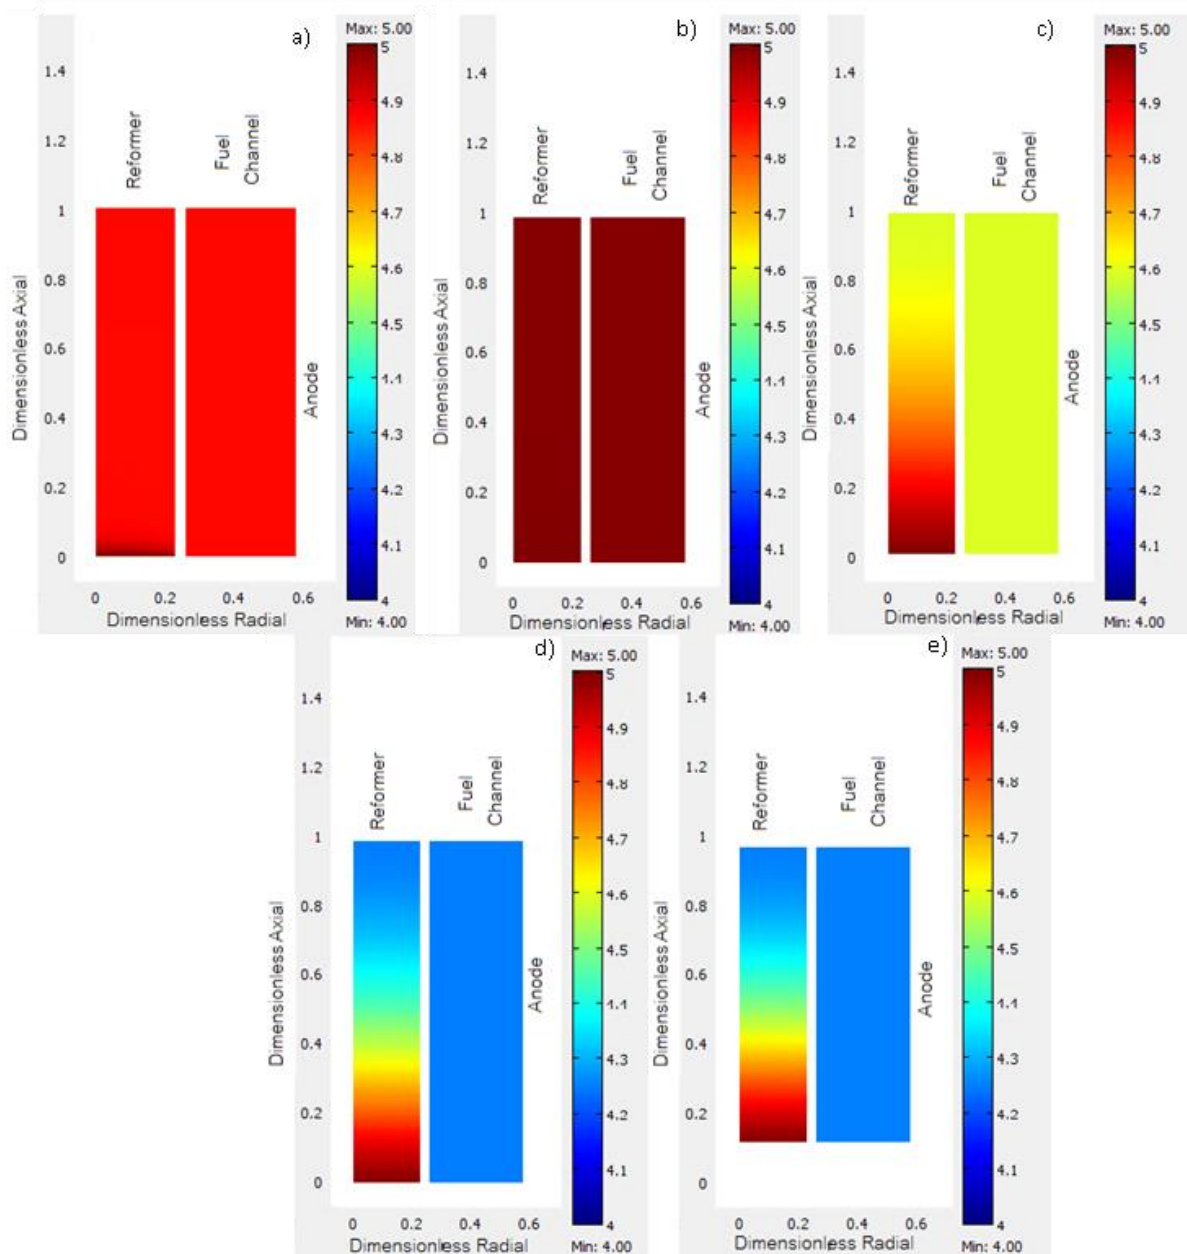 a)
Max: 5.00
5
4.9
4.8
4.7
4.6
4.5
4.4
4.3
4.2
4.1
4
Min: 4.00
Reformer
Fuel
Channel
Anode
Dimensionless Axial
1.4
1.2
1
0.8
0.6
0.4
0.2
0
0
0.2
0.4
0.6
Dimensionless Radial
b)
Max: 5.00
5
4.9
4.8
4.7
4.6
4.5
4.4
4.3
4.2
4.1
4
Min: 4.00
Reformer
Fuel
Channel
Anode
Dimensionless Axial
1.4
1.2
1
0.8
0.6
0.4
0.2
0
0
0.2
0.4
0.6
Dimensionless Radial
c)
Max: 5.00
5
4.9
4.8
4.7
4.6
4.5
4.4
4.3
4.2
4.1
4
Min: 4.00
Reformer
Fuel
Channel
Anode
Dimensionless Axial
1.4
1.2
1
0.8
0.6
0.4
0.2
0
0
0.2
0.4
0.6
Dimensionless Radial
d)
Max: 5.00
5
4.9
4.8
4.7
4.6
4.5
4.4
4.3
4.2
4.1
4
Min: 4.00
Reformer
Fuel
Channel
Anode
Dimensionless Axial
1.4
1.2
1
0.8
0.6
0.4
0.2
0
0
0.2
0.4
0.6
Dimensionless Radial
e)
Max: 5.00
5
4.9
4.8
4.7
4.6
4.5
4.4
4.3
4.2
4.1
4
Min: 4.00
Reformer
Fuel
Channel
Anode
Dimensionless Axial
1.4
1.2
1
0.8
0.6
0.4
0.2
0
0
0.2
0.4
0.6
Dimensionless Radial